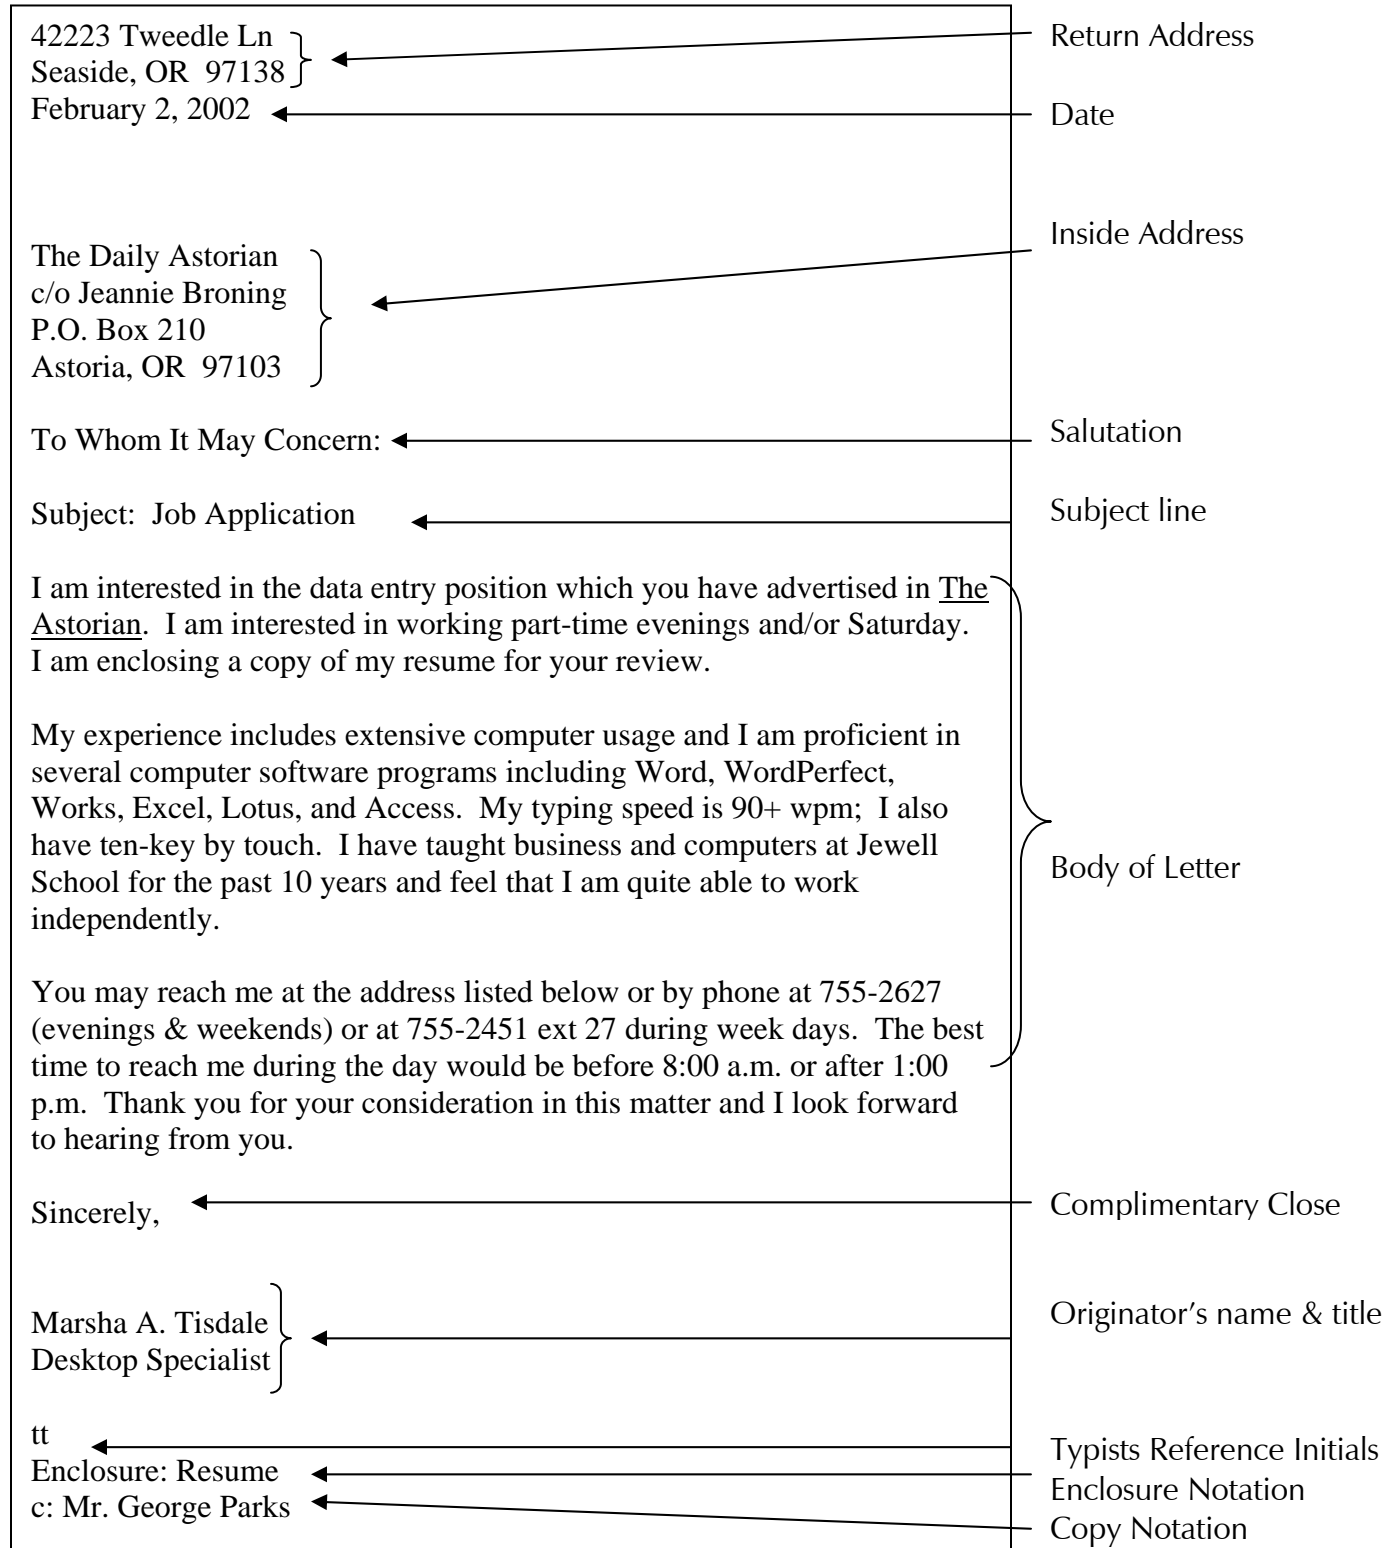 42223 Tweedle Ln
Seaside, OR  97138
February 2, 2002
Return Address
Date
The Daily Astorian
c/o Jeannie Broning
P.O. Box 210
Astoria, OR  97103
Inside Address
To Whom It May Concern:
Salutation
Subject:  Job Application
Subject line
I am interested in the data entry position which you have advertised in The
Astorian.  I am interested in working part-time evenings and/or Saturday.
I am enclosing a copy of my resume for your review.
My experience includes extensive computer usage and I am proficient in
several computer software programs including Word, WordPerfect,
Works, Excel, Lotus, and Access.  My typing speed is 90+ wpm;  I also
have ten-key by touch.  I have taught business and computers at Jewell
School for the past 10 years and feel that I am quite able to work
independently.
You may reach me at the address listed below or by phone at 755-2627
(evenings & weekends) or at 755-2451 ext 27 during week days.  The best
time to reach me during the day would be before 8:00 a.m. or after 1:00
p.m.  Thank you for your consideration in this matter and I look forward
to hearing from you.
Body of Letter
Sincerely,
Complimentary Close
Marsha A. Tisdale
Desktop Specialist
Originator's name & title
tt
Enclosure: Resume
c: Mr. George Parks
Typists Reference Initials
Enclosure Notation
Copy Notation